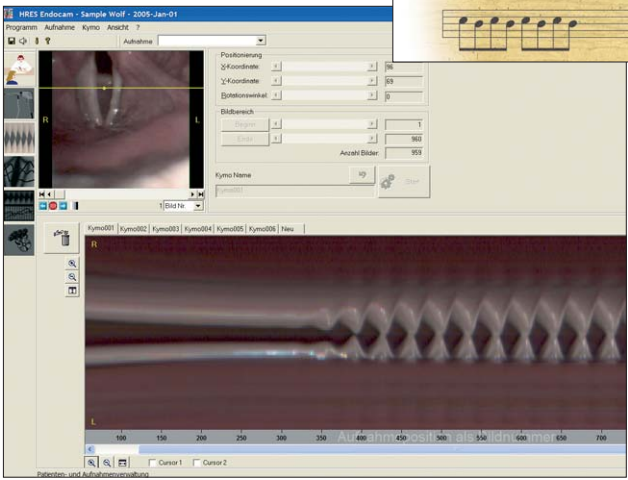 HRES Endocam - Sample Wolf - 2005-Jan-01
Programm Aufnahme Kymo Ansicht ?
Aufnahme
Positionierung
X-Koordinate: 96
Y-Koordinate: 69
Rotationswinkel: 0
Bildbereich
Beginn 1
Ende 960
Anzahl Bilder: 959
Kymo Name
Kymo007
Start
R L
1 Bild Nr.
Kymo001 Kymo002 Kymo003 Kymo004 Kymo005 Kymo006 Neu
R
L
100 150 200 250 300 350 400 450 500 550 600 650 700
Aufnahmeposition als Bildnummer
Cursor 1 Cursor 2
Patienten- und Aufnahmenverwaltung